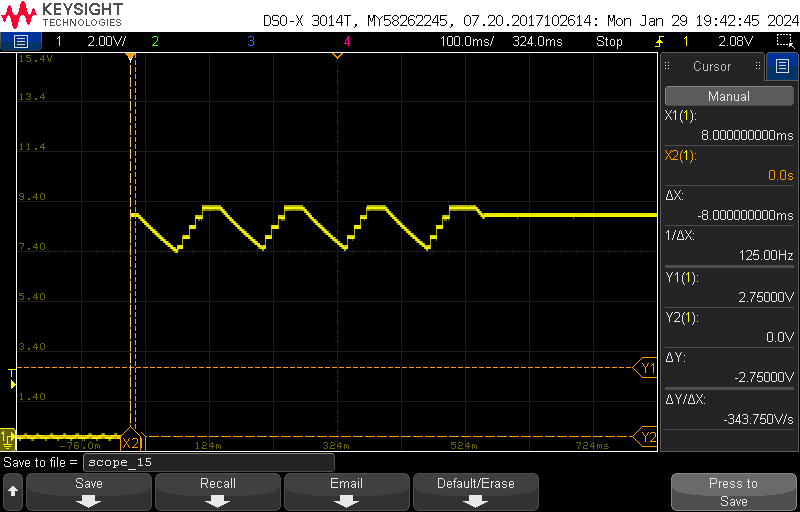 KEYSIGHT
TECHNOLOGIES
DSO-X 3014T, MY58262245, 07.20.2017102614: Mon Jan 29 19:42:45 2024
1 2.00V/ 2 3 4 100.0ms/ 324.0ms Stop 1 2.08V
15.4V
13.4
11.4
9.40
7.40
5.40
3.40
1.40
T
1
-76.0m 124m 324m 524m 724ms
X2
Y1
Y2
Cursor
Manual
X1(1):
8.000000000ms
X2(1):
0.0s
ΔX:
-8.000000000ms
1/ΔX:
125.00Hz
Y1(1):
2.75000V
Y2(1):
0.0V
ΔY:
-2.75000V
ΔY/ΔX:
-343.750V/s
Save to file = scope_15
Save
Recall
Email
Default/Erase
Press to
Save